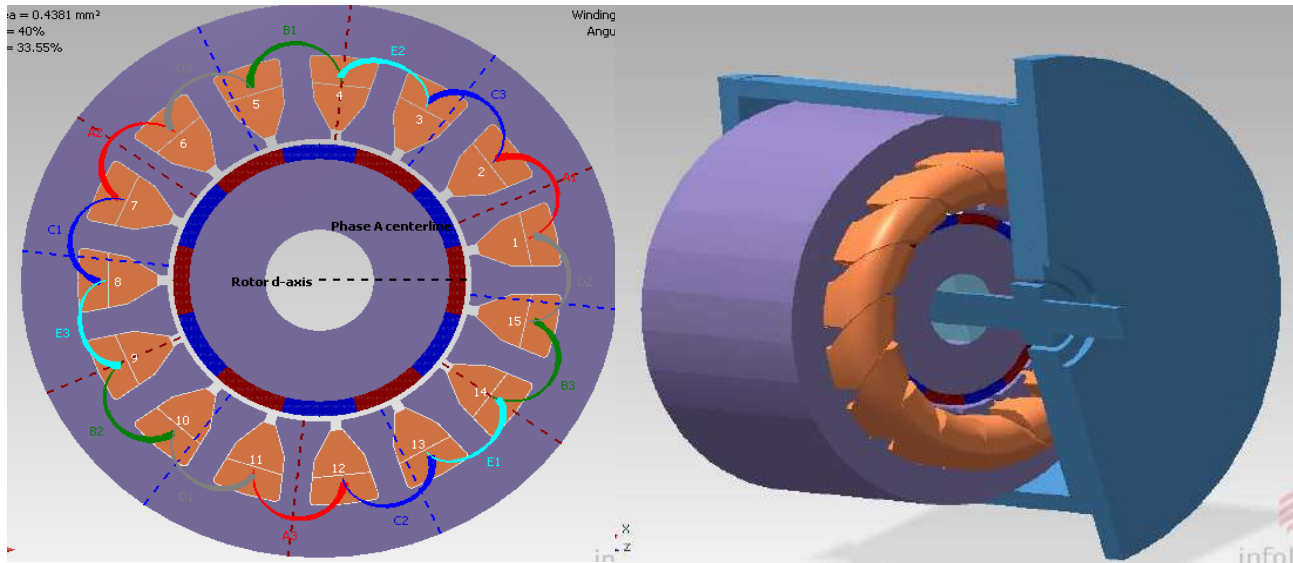 ea = 0.4381 mm²
= 40%
= 33.55%
Winding
Angu
B1
E2
D3
C3
A2
A1
5
4
3
6
2
7
1
C1
Phase A centerline
8
Rotor d-axis
D2
15
E3
9
14
B3
10
13
B2
11
12
E1
D1
C2
A3
X
Z
in
infol